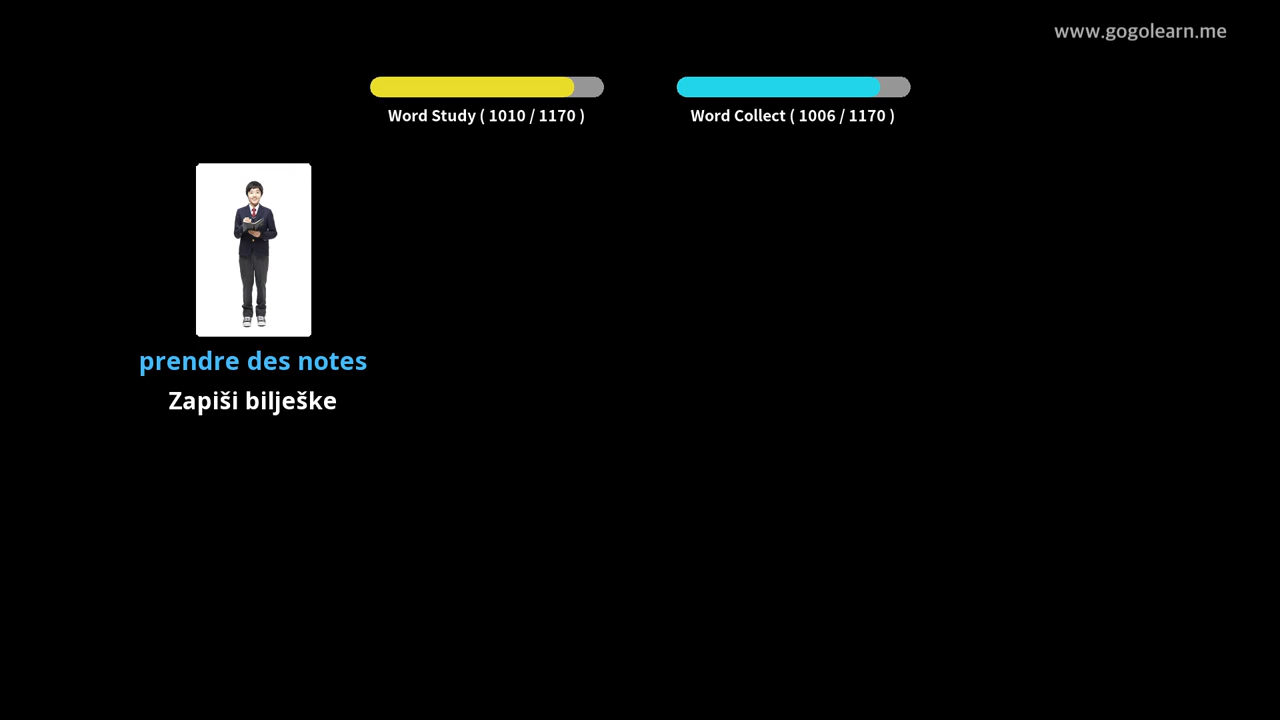 www.gogolearn.me
Word Study ( 1010 / 1170 )
Word Collect ( 1006 / 1170 )
prendre des notes
Zapiši bilješke